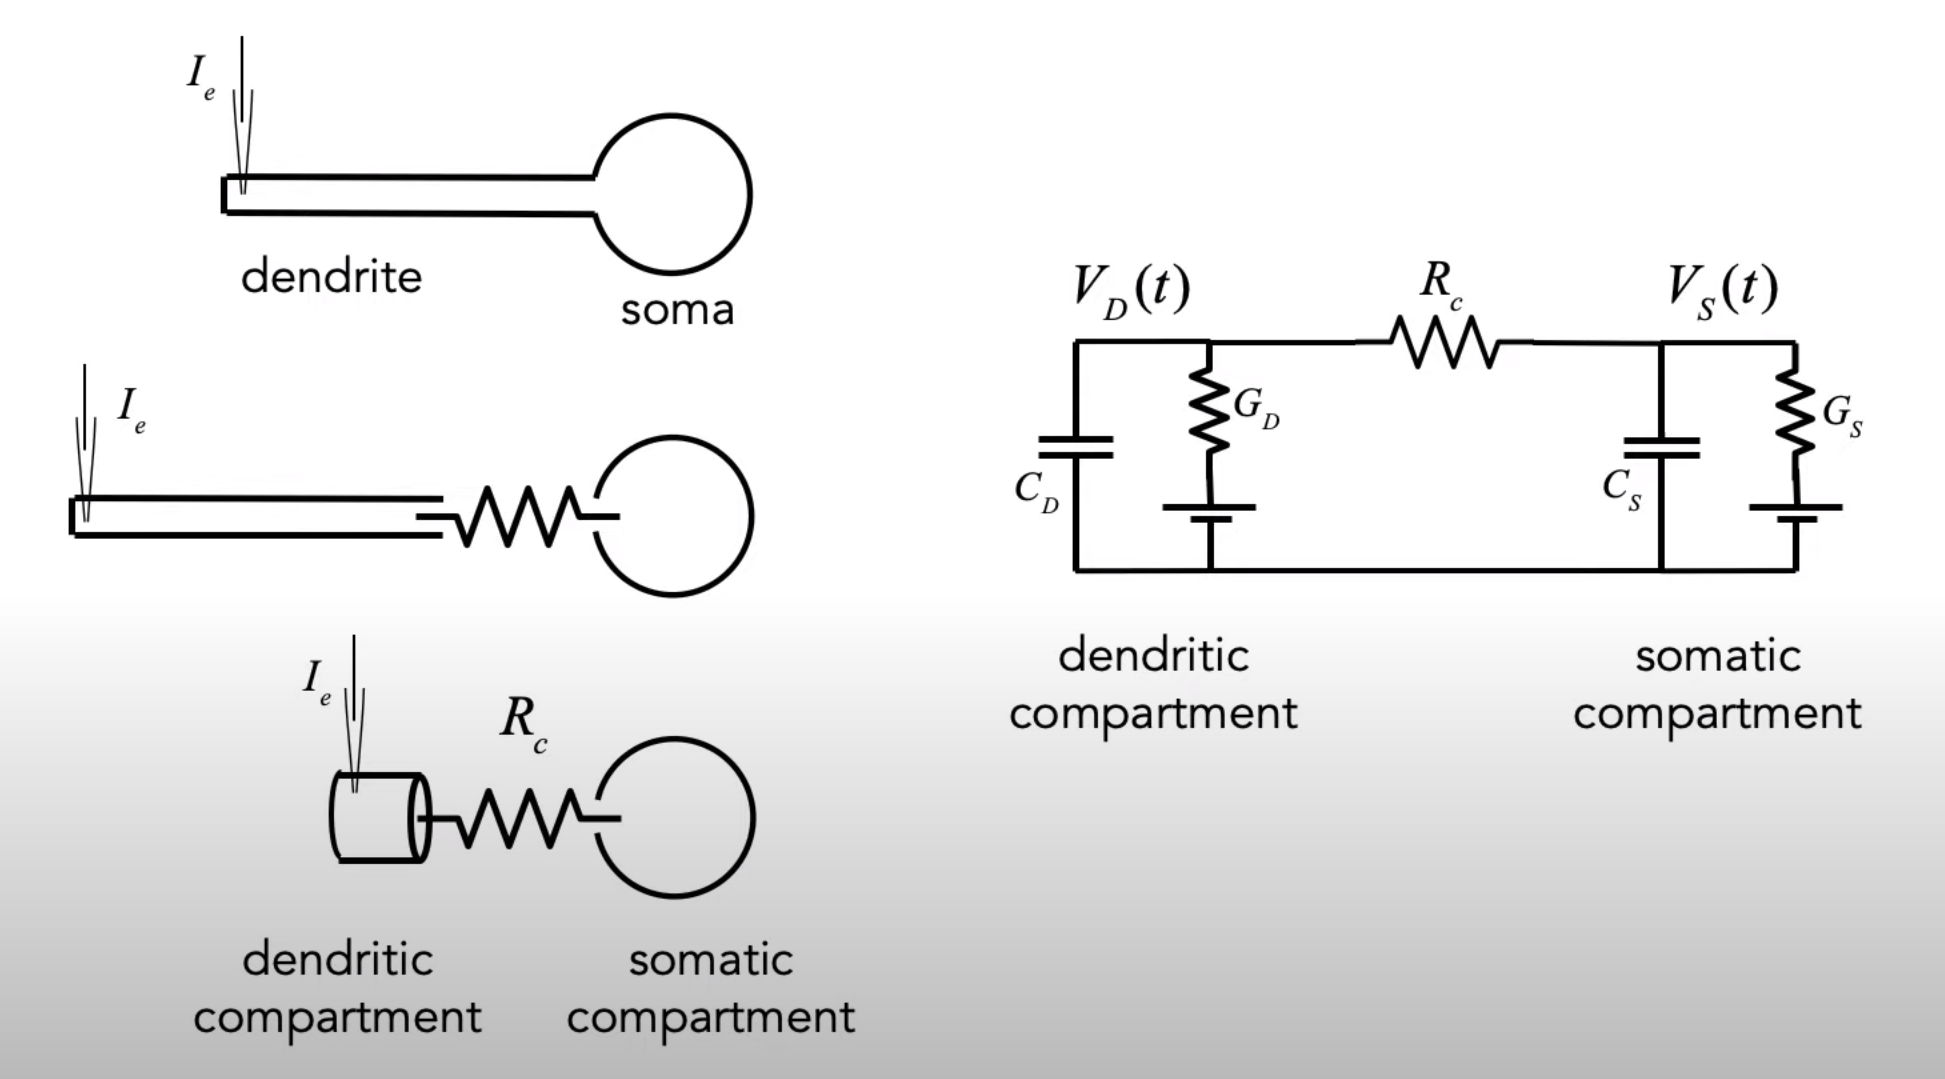 I_e
dendrite
soma
I_e
I_e
R_c
dendritic
compartment
somatic
compartment
V_D(t)
R_c
V_S(t)
G_D
G_S
C_D
C_S
dendritic
compartment
somatic
compartment